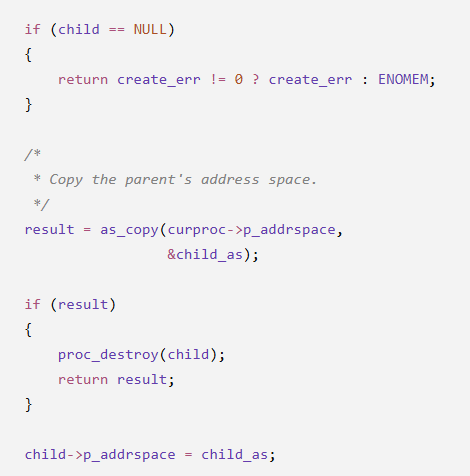 if (child == NULL)
{
    return create_err != 0 ? create_err : ENOMEM;
}

/*
 * Copy the parent's address space.
 */
result = as_copy(curproc->p_addrspace,
                 &child_as);

if (result)
{
    proc_destroy(child);
    return result;
}

child->p_addrspace = child_as;